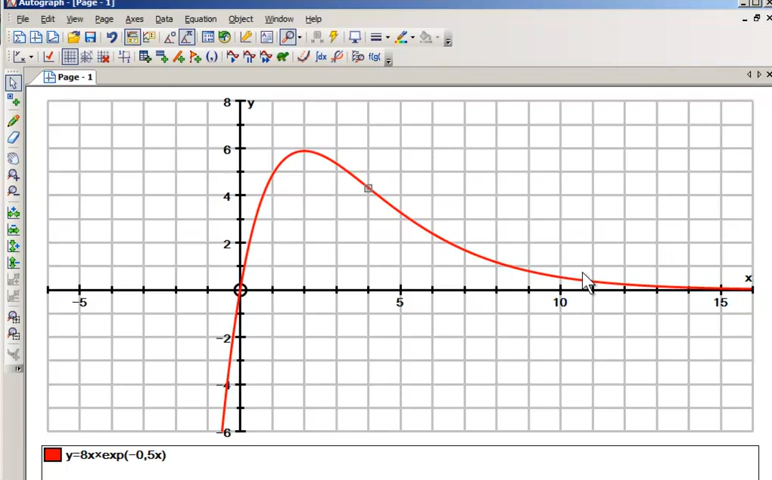 Autograph - [Page - 1]
File Edit View Page Axes Data Equation Object Window Help
∫dx f(g)
Page - 1
8 y
6
4
2
x
−5 5 10 15
−2
−4
−6
y=8x×exp(−0,5x)